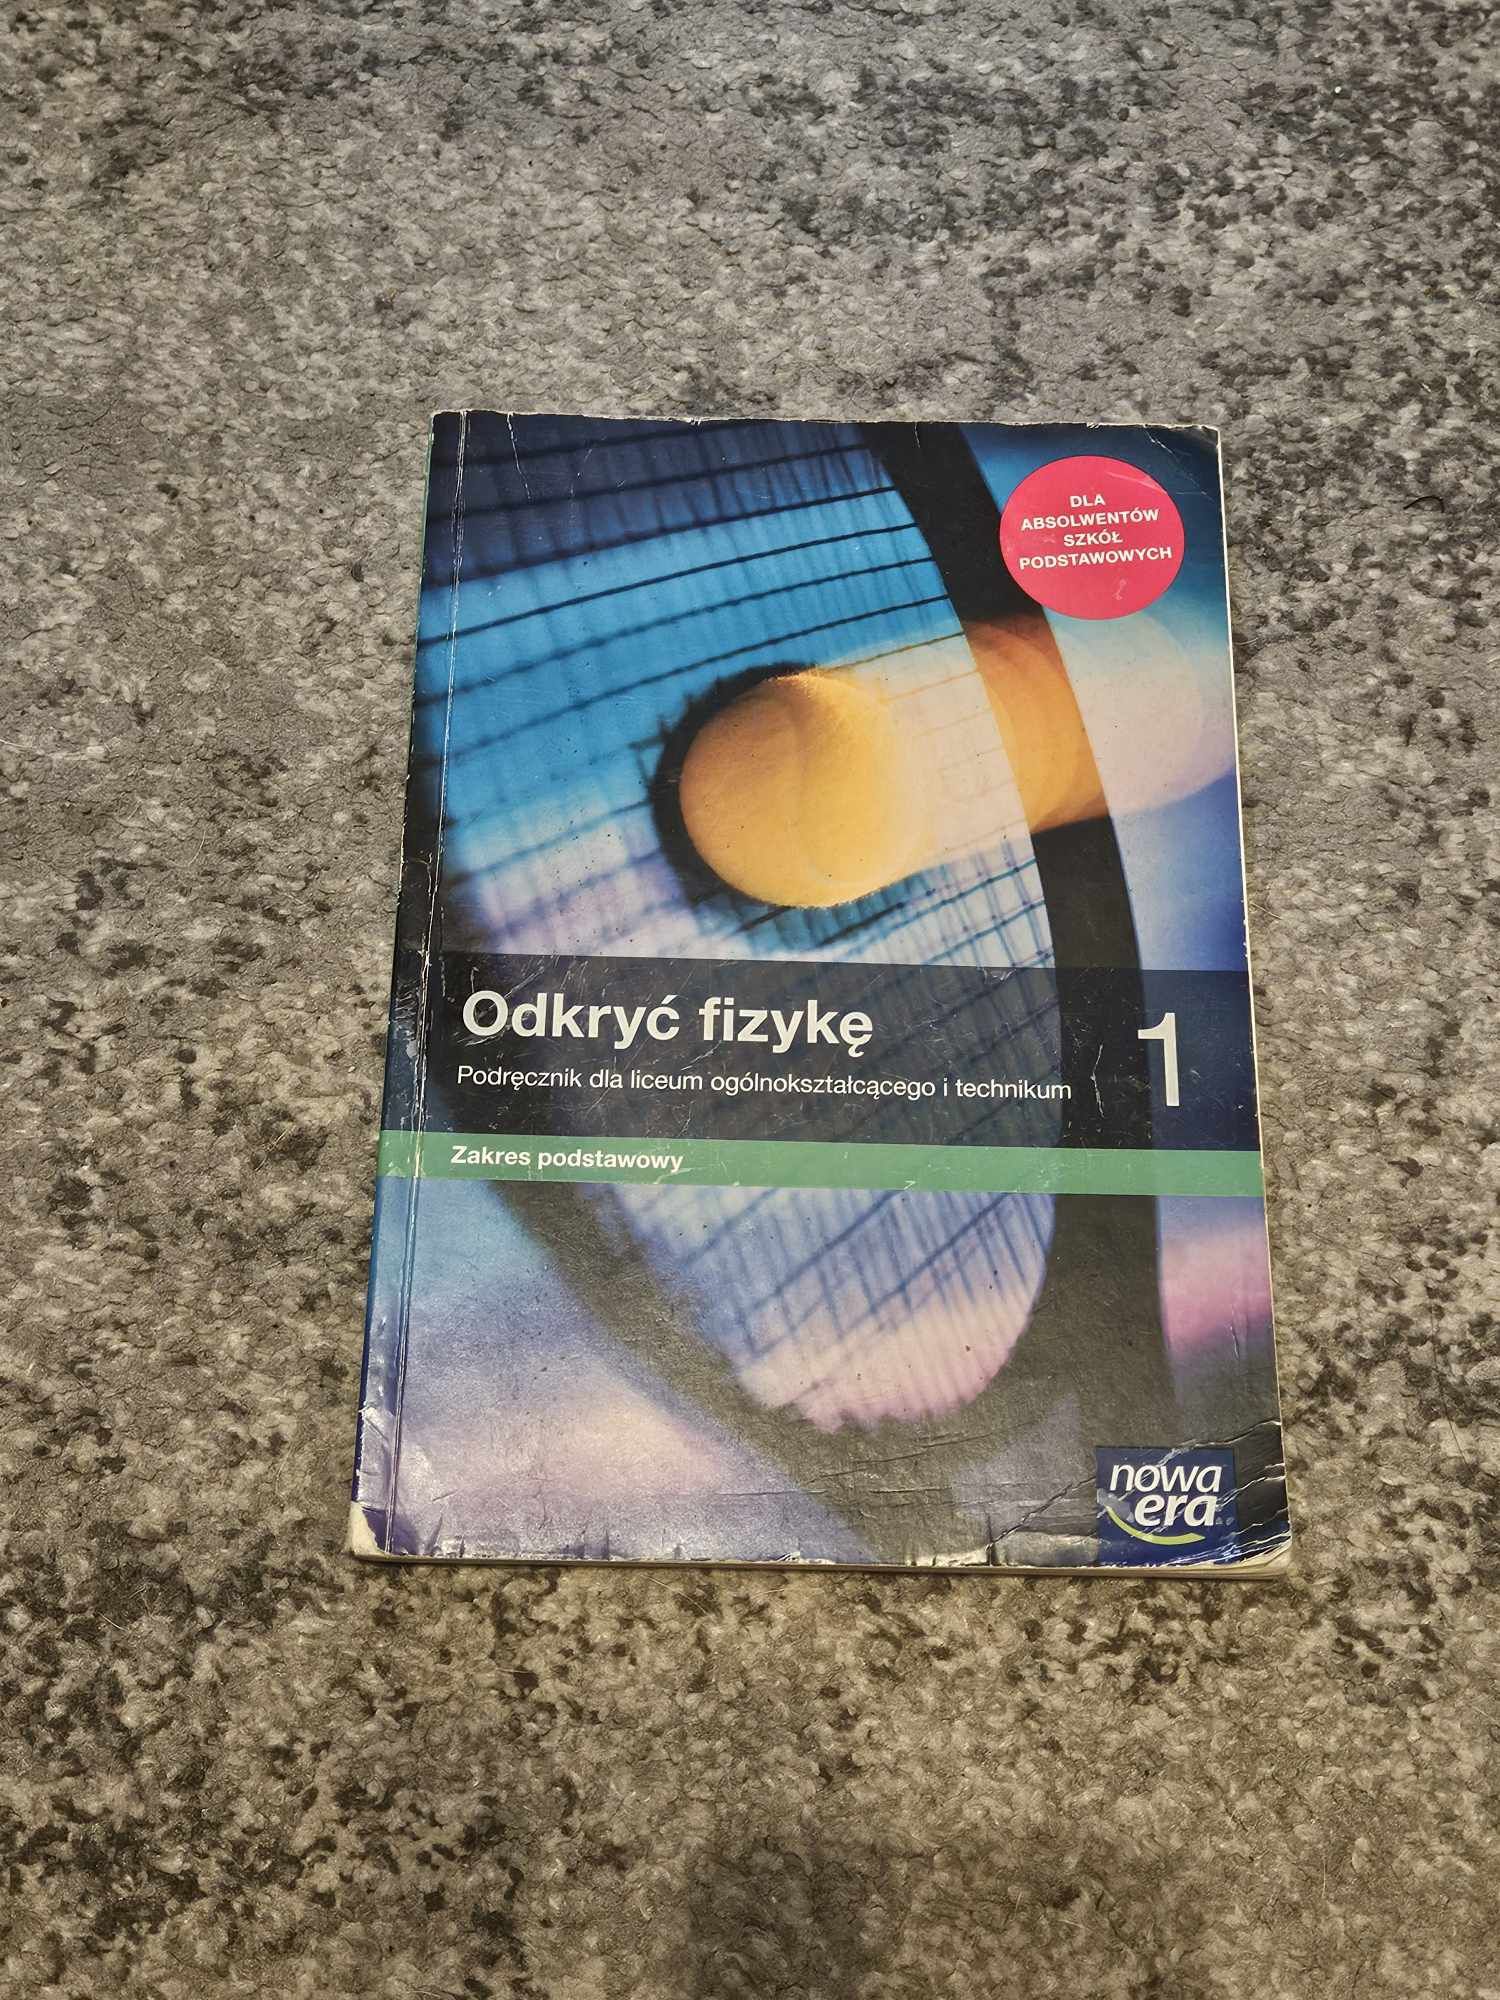 DLA
ABSOLWENTÓW
SZKÓŁ
PODSTAWOWYCH
Odkryć fizykę
1
Podręcznik dla liceum ogólnokształcącego i technikum
Zakres podstawowy
nowa
era